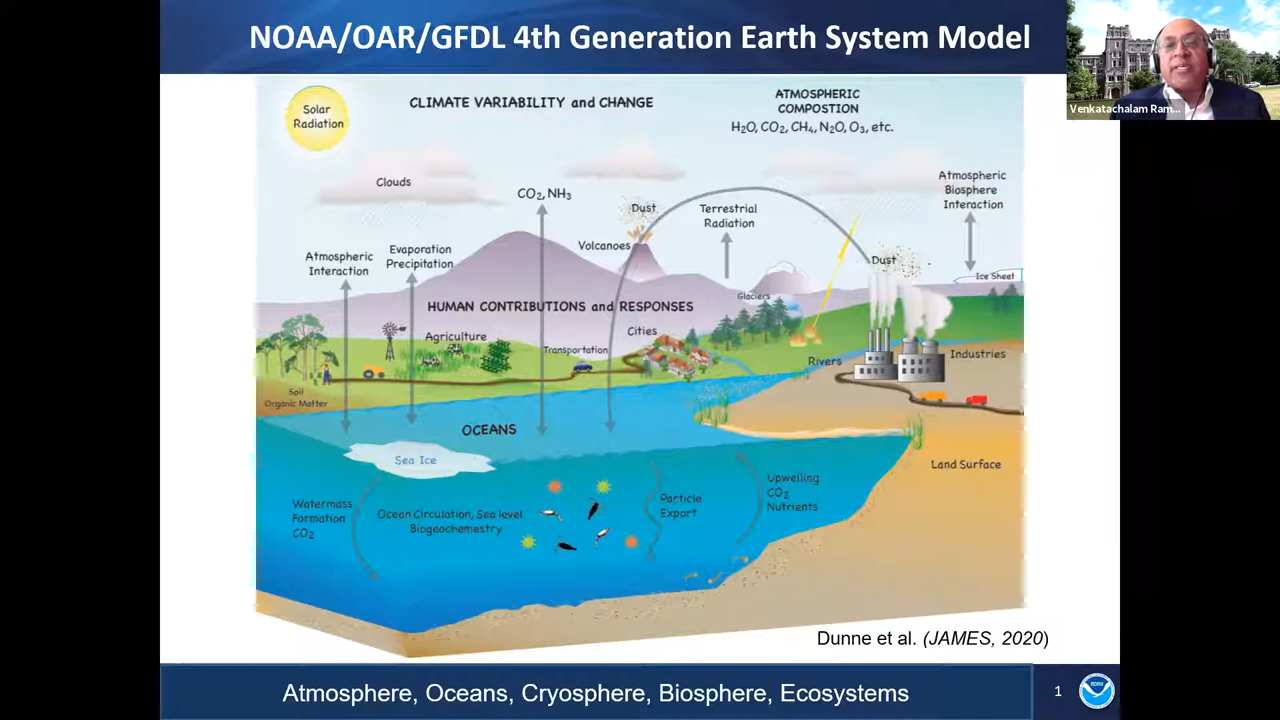 NOAA/OAR/GFDL 4th Generation Earth System Model
Venkatachalam Ram...
Solar
Radiation
CLIMATE VARIABILITY and CHANGE
ATMOSPHERIC
COMPOSTION
H2O, CO2, CH4, N2O, O3, etc.
Clouds
CO2, NH3
Dust
Terrestrial
Radiation
Atmospheric
Biosphere
Interaction
Volcanoes
Atmospheric
Interaction
Evaporation
Precipitation
Dust
Ice Sheet
Glaciers
HUMAN CONTRIBUTIONS and RESPONSES
Agriculture
Cities
Transportation
Rivers
Industries
Soil
Organic Matter
OCEANS
Sea Ice
Land Surface
Watermass
Formation
CO2
Ocean Circulation, Sea level
Biogeochemestry
Particle
Export
Upwelling
CO2
Nutrients
Dunne et al. (JAMES, 2020)
Atmosphere, Oceans, Cryosphere, Biosphere, Ecosystems
1
NOAA